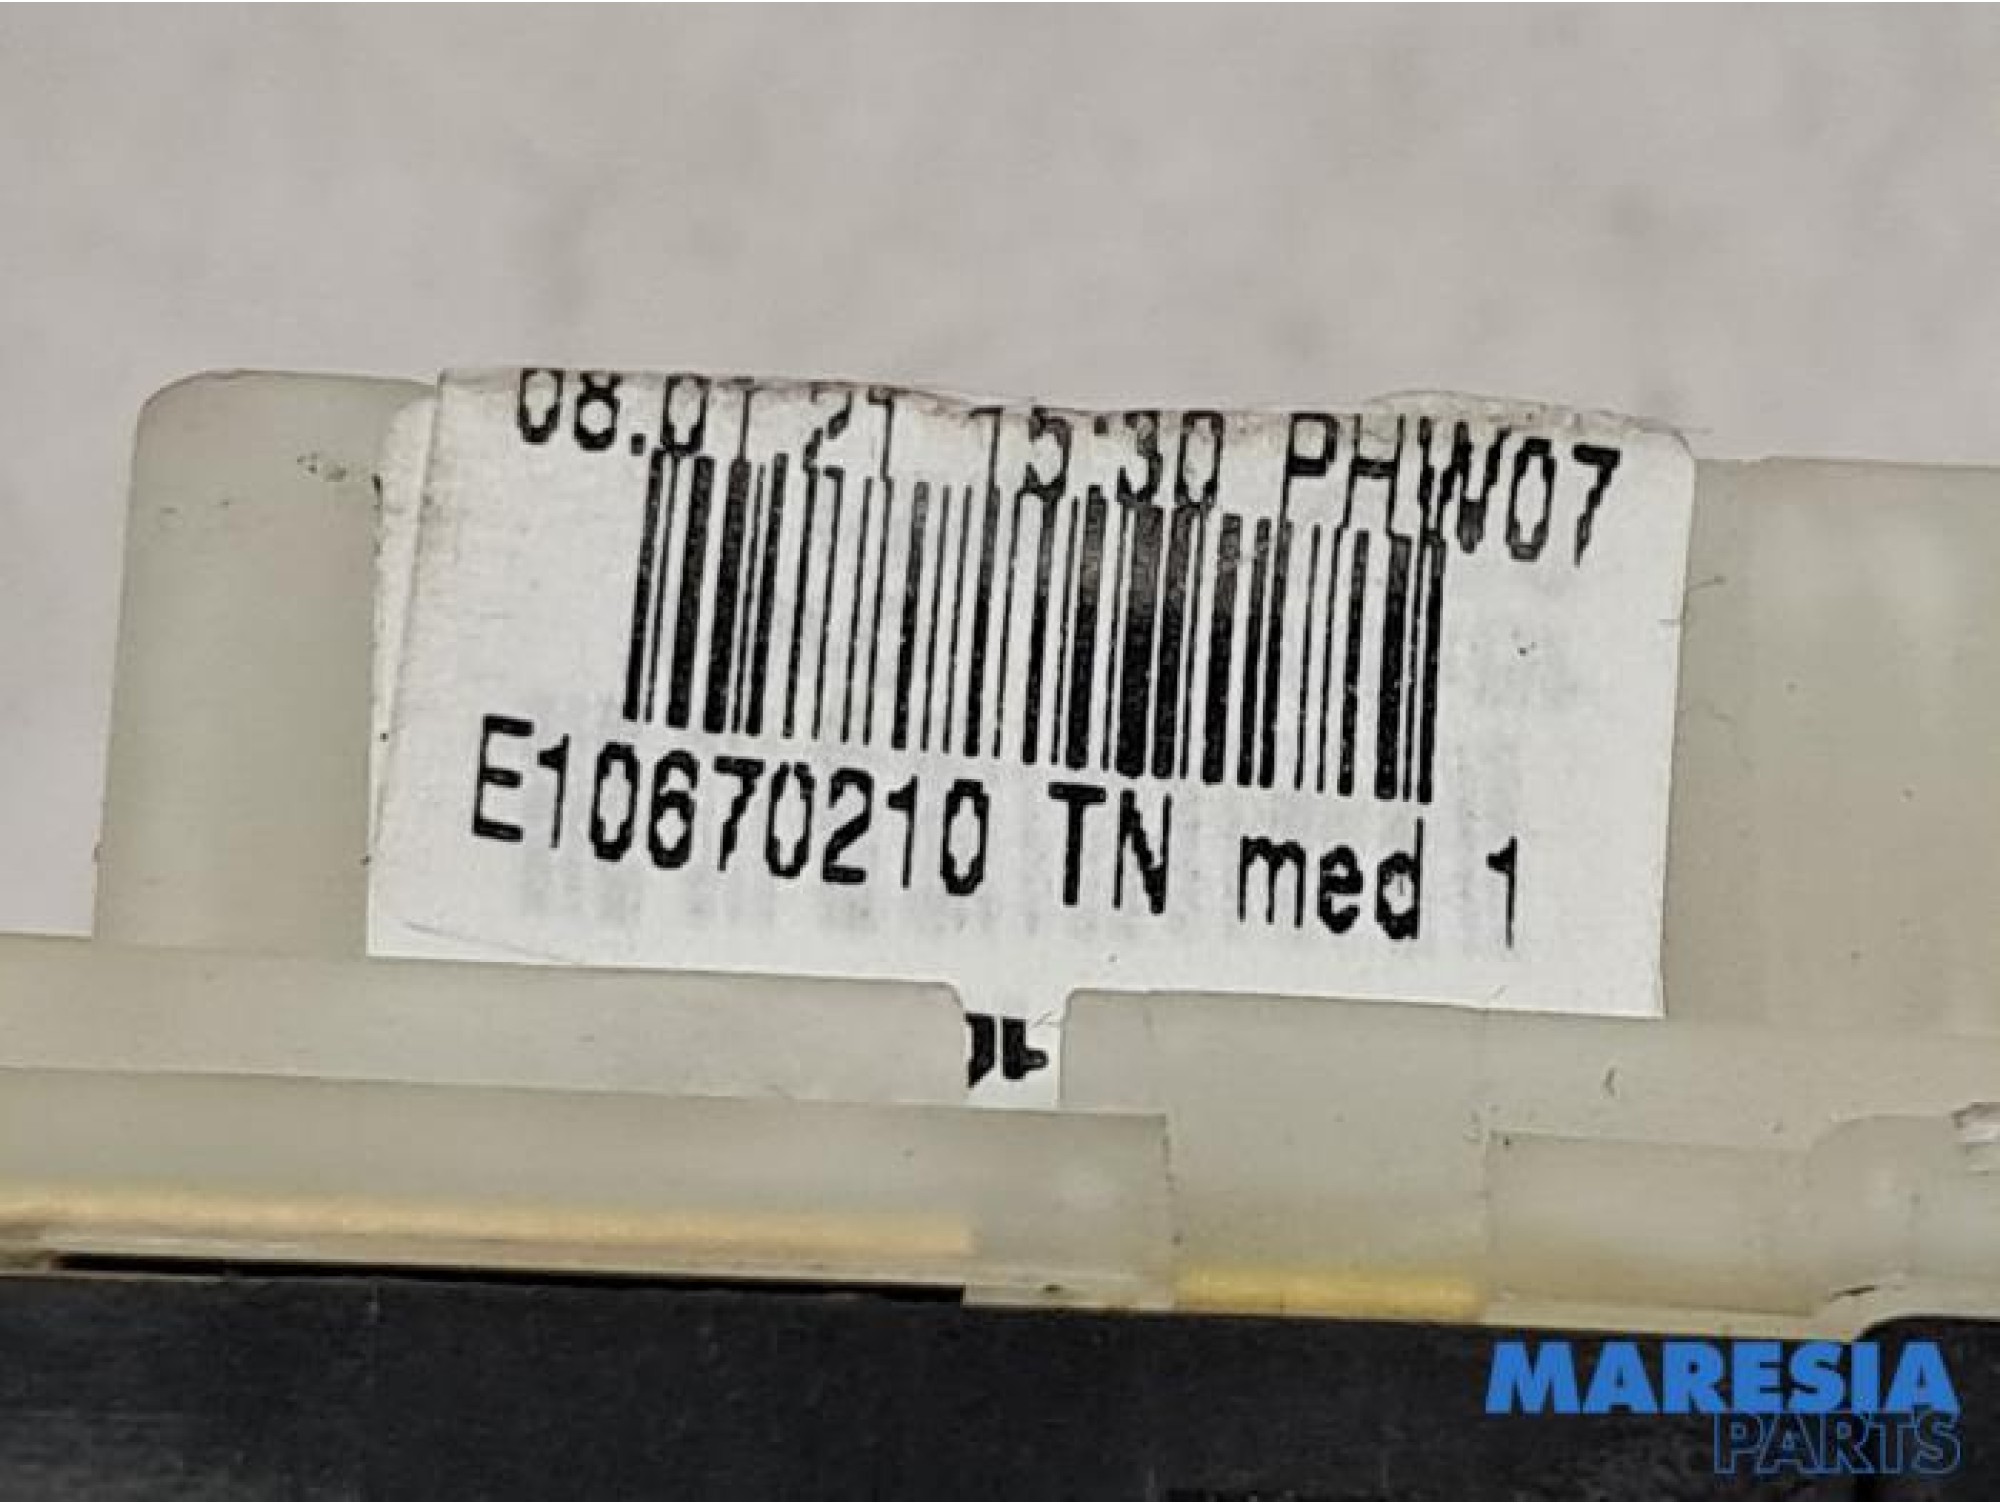 08.01.21 15:30 PHW07
E10670210 TN med 1
MARESIA
PARTS